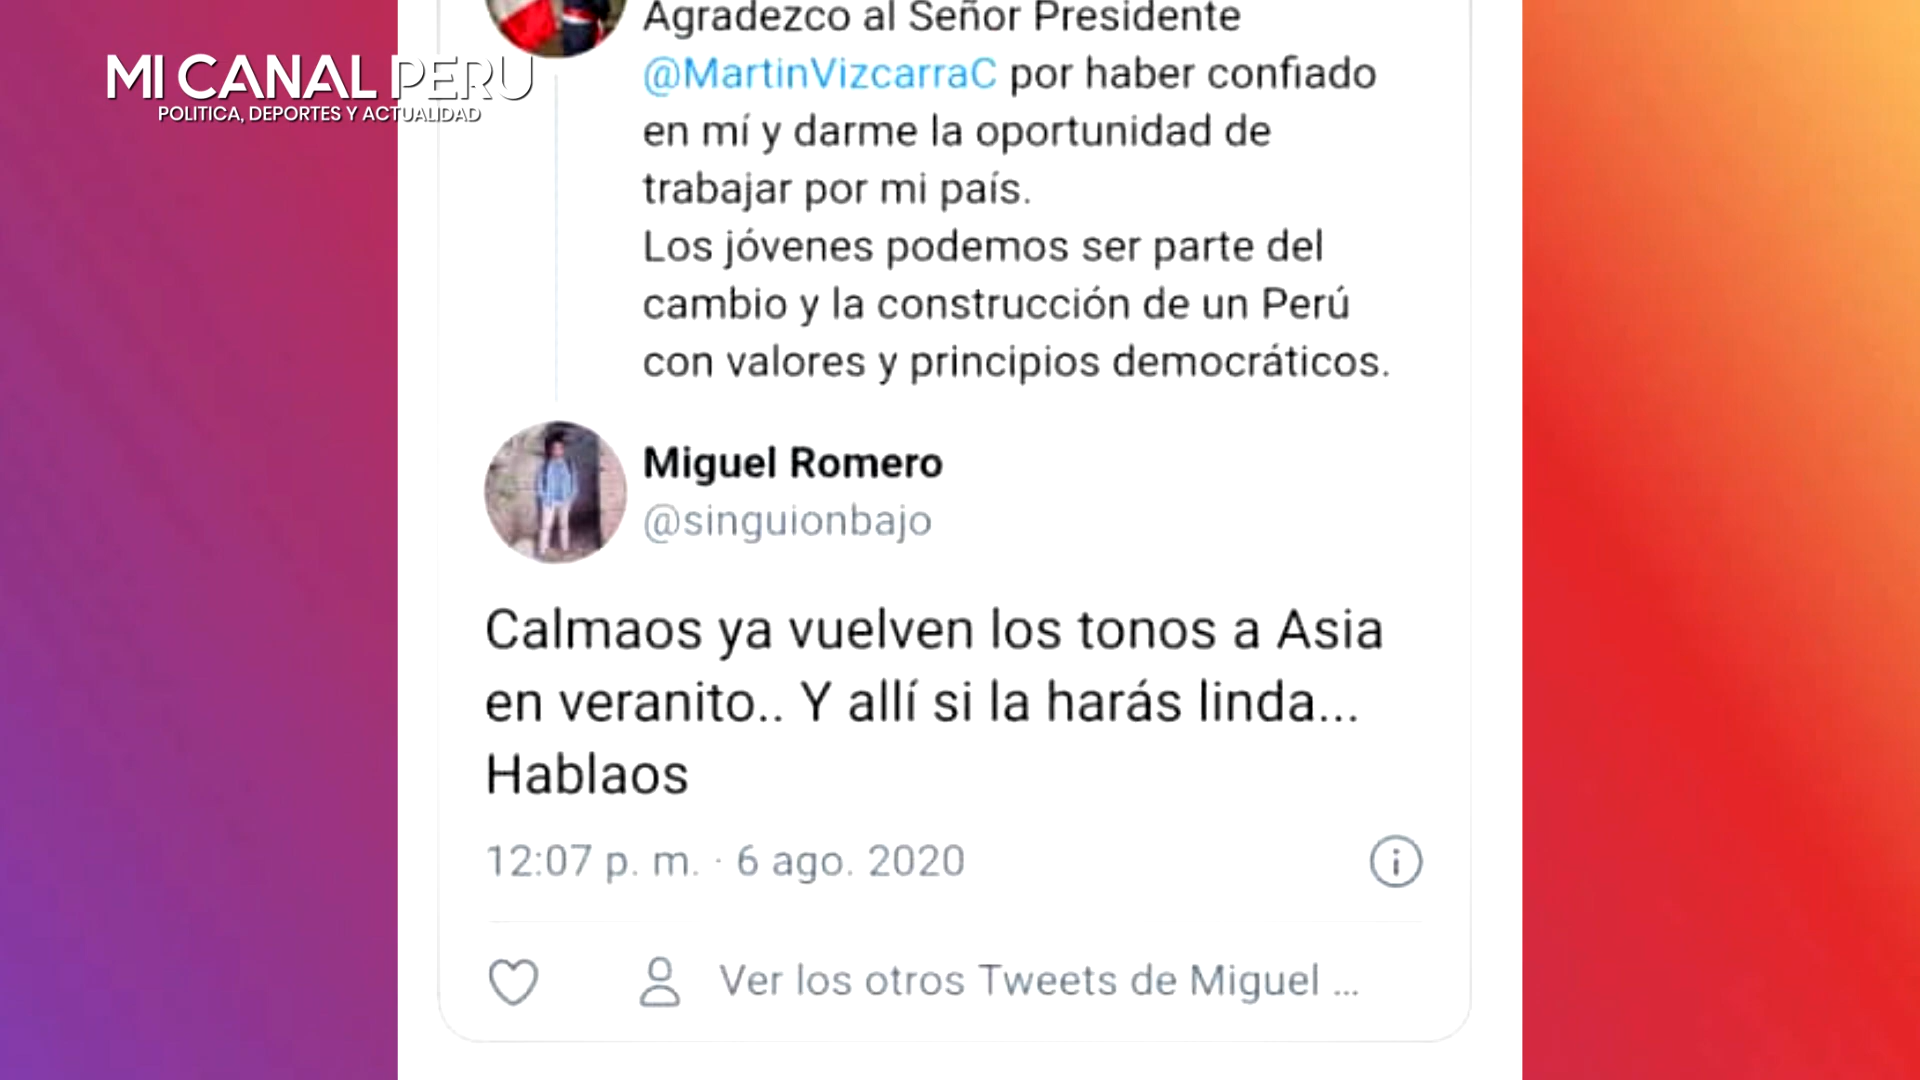 MI CANAL PERU
POLITICA, DEPORTES Y ACTUALIDAD
Agradezco al Señor Presidente
@MartinVizcarraC por haber confiado
en mí y darme la oportunidad de
trabajar por mi país.
Los jóvenes podemos ser parte del
cambio y la construcción de un Perú
con valores y principios democráticos.
Miguel Romero
@singuionbajo
Calmaos ya vuelven los tonos a Asia
en veranito.. Y allí si la harás linda...
Hablaos
12:07 p. m. · 6 ago. 2020
Ver los otros Tweets de Miguel ...